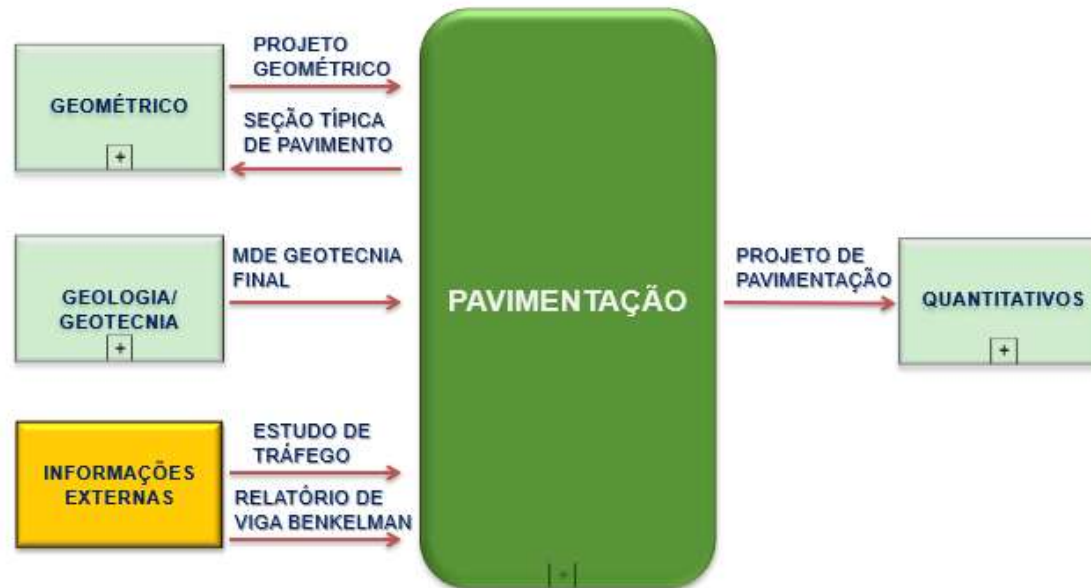 PROJETO
GEOMÉTRICO
GEOMÉTRICO
+
SEÇÃO TÍPICA
DE PAVIMENTO
MDE GEOTECNIA
FINAL
GEOLOGIA/
GEOTECNIA
+
PAVIMENTAÇÃO
+
PROJETO DE
PAVIMENTAÇÃO
QUANTITATIVOS
+
INFORMAÇÕES
EXTERNAS
ESTUDO DE
TRÁFEGO
RELATÓRIO DE
VIGA BENKELMAN